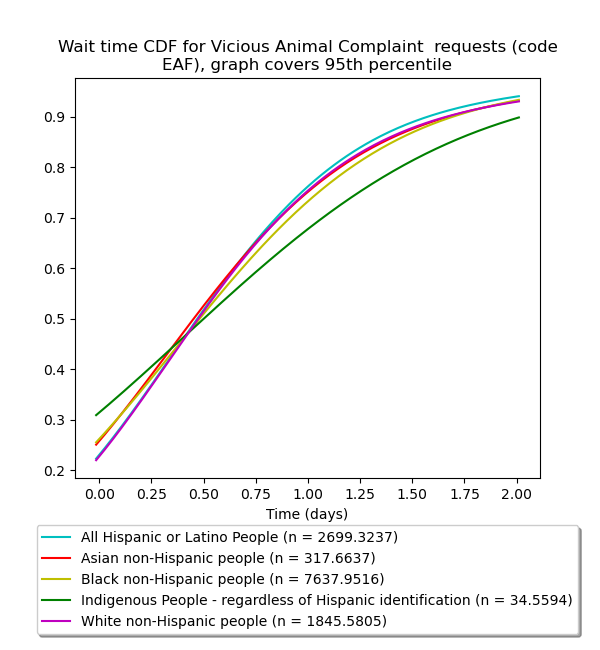 Wait time CDF for Vicious Animal Complaint  requests (code
EAF), graph covers 95th percentile
0.9
0.8
0.7
0.6
0.5
0.4
0.3
0.2
0.00 0.25 0.50 0.75 1.00 1.25 1.50 1.75 2.00
Time (days)
All Hispanic or Latino People (n = 2699.3237)
Asian non-Hispanic people (n = 317.6637)
Black non-Hispanic people (n = 7637.9516)
Indigenous People - regardless of Hispanic identification (n = 34.5594)
White non-Hispanic people (n = 1845.5805)